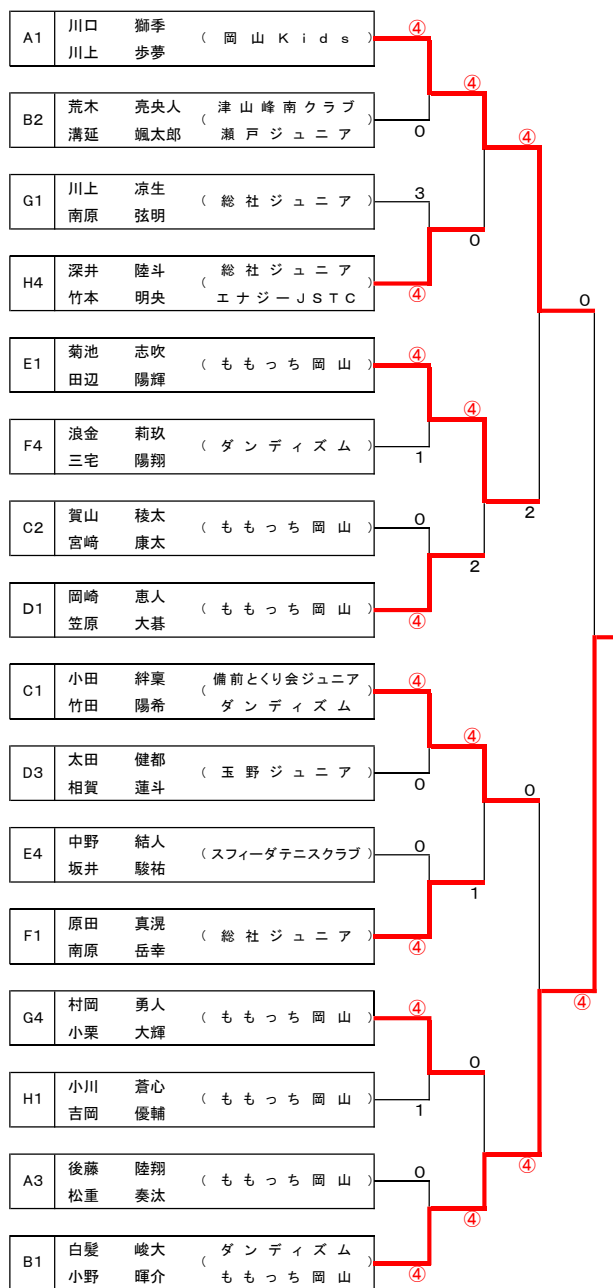 A1 川口 獅季 (岡山Kids) ④
川上 歩夢
④
B2 荒木 亮央人 (津山峰南クラブ
溝延 颯太郎 瀬戸ジュニア) 0
④
G1 川上 凉生 (総社ジュニア) 3
南原 弦明
0
H4 深井 陸斗 (総社ジュニア
竹本 明央 エナジーJSTC) ④
0
E1 菊池 志吹 (ももっち岡山) ④
田辺 陽輝
④
F4 浪金 莉玖 (ダンディズム) 1
三宅 陽翔
2
C2 賀山 稜太 (ももっち岡山) 0
宮﨑 康太
2
D1 岡崎 恵人 (ももっち岡山) ④
笠原 大碁
C1 小田 絆稟 (備前とくり会ジュニア
竹田 陽希 ダンディズム) ④
④
D3 太田 健都 (玉野ジュニア) 0
相賀 蓮斗
0
E4 中野 結人 (スフィーダテニスクラブ) 0
坂井 駿祐
1
F1 原田 真滉 (総社ジュニア) ④
南原 岳幸
④
G4 村岡 勇人 (ももっち岡山) ④
小栗 大輝
0
H1 小川 蒼心 (ももっち岡山) 1
吉岡 優輔
④
A3 後藤 陸翔 (ももっち岡山) 0
松重 奏汰
④
B1 白髪 峻大 (ダンディズム
小野 暉介 ももっち岡山) ④